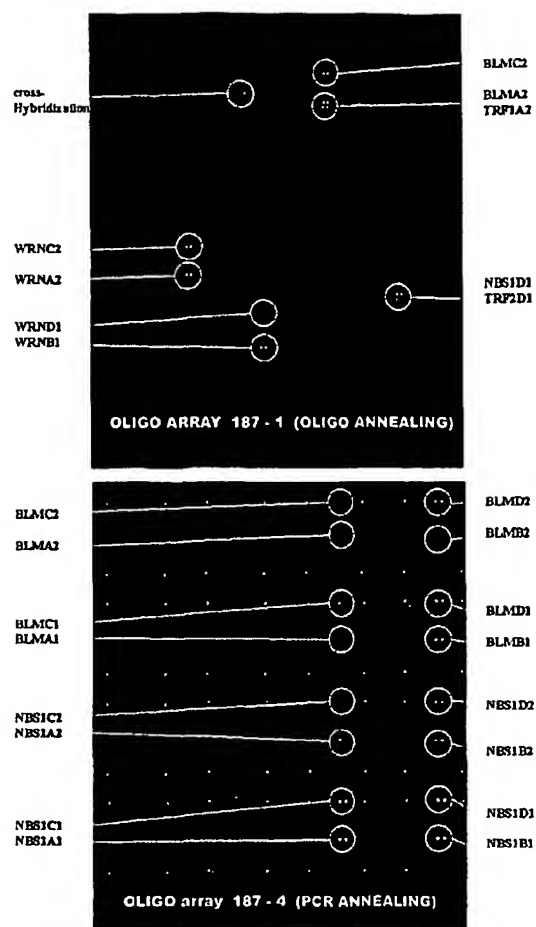 BLMC2
cross-
Hybridization
BLMA2
TRF1A2
WRNC2
WRNA2
NBS1D1
TRF2D1
WRND1
WRNB1
OLIGO ARRAY 187 - 1 (OLIGO ANNEALING)
BLMC2
BLMD2
BLMA2
BLMB2
BLMC1
BLMD1
BLMA1
BLMB1
NBS1C2
NBS1D2
NBS1A2
NBS1B2
NBS1C1
NBS1D1
NBS1A1
NBS1B1
OLIGO array 187 - 4 (PCR ANNEALING)